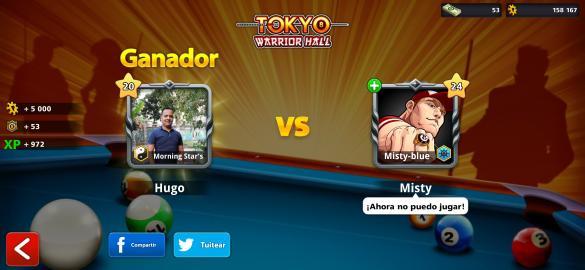 53
158 167
TOKYO
WARRIOR HALL
Ganador
20
24
+ 5 000
+ 53
XP + 972
VS
Morning Star's
Misty-blue
Hugo
Misty
¡Ahora no puedo jugar!
f Compartir
Tuitear
2